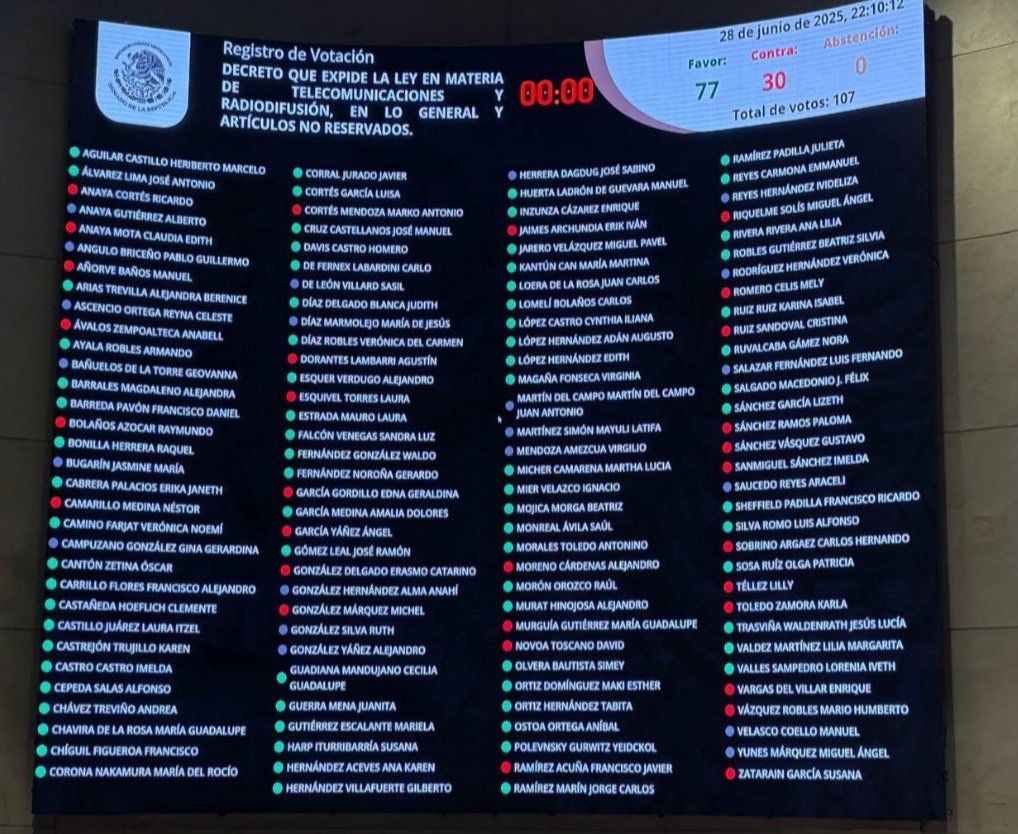 ESTADOS UNIDOS MEXICANOS
SENADO DE LA REPÚBLICA
Registro de Votación
DECRETO QUE EXPIDE LA LEY EN MATERIA
DE TELECOMUNICACIONES Y
RADIODIFUSIÓN, EN LO GENERAL Y
ARTÍCULOS NO RESERVADOS.
00:00
28 de junio de 2025, 22:10:12
Favor: Contra: Abstención:
77 30 0
Total de votos: 107
AGUILAR CASTILLO HERIBERTO MARCELO
ÁLVAREZ LIMA JOSÉ ANTONIO
ANAYA CORTÉS RICARDO
ANAYA GUTIÉRREZ ALBERTO
ANAYA MOTA CLAUDIA EDITH
ANGULO BRICEÑO PABLO GUILLERMO
AÑORVE BAÑOS MANUEL
ARIAS TREVILLA ALEJANDRA BERENICE
ASCENCIO ORTEGA REYNA CELESTE
ÁVALOS ZEMPOALTECA ANABELL
AYALA ROBLES ARMANDO
BAÑUELOS DE LA TORRE GEOVANNA
BARRALES MAGDALENO ALEJANDRA
BARREDA PAVÓN FRANCISCO DANIEL
BOLAÑOS AZOCAR RAYMUNDO
BONILLA HERRERA RAQUEL
BUGARÍN JASMINE MARÍA
CABRERA PALACIOS ERIKA JANETH
CAMARILLO MEDINA NÉSTOR
CAMINO FARJAT VERÓNICA NOEMÍ
CAMPUZANO GONZÁLEZ GINA GERARDINA
CANTÓN ZETINA ÓSCAR
CARRILLO FLORES FRANCISCO ALEJANDRO
CASTAÑEDA HOEFLICH CLEMENTE
CASTILLO JUÁREZ LAURA ITZEL
CASTREJÓN TRUJILLO KAREN
CASTRO CASTRO IMELDA
CEPEDA SALAS ALFONSO
CHÁVEZ TREVIÑO ANDREA
CHAVIRA DE LA ROSA MARÍA GUADALUPE
CHÍGUIL FIGUEROA FRANCISCO
CORONA NAKAMURA MARÍA DEL ROCÍO
CORRAL JURADO JAVIER
CORTÉS GARCÍA LUISA
CORTÉS MENDOZA MARKO ANTONIO
CRUZ CASTELLANOS JOSÉ MANUEL
DAVIS CASTRO HOMERO
DE FERNEX LABARDINI CARLO
DE LEÓN VILLARD SASIL
DÍAZ DELGADO BLANCA JUDITH
DÍAZ MARMOLEJO MARÍA DE JESÚS
DÍAZ ROBLES VERÓNICA DEL CARMEN
DORANTES LAMBARRI AGUSTÍN
ESQUER VERDUGO ALEJANDRO
ESQUIVEL TORRES LAURA
ESTRADA MAURO LAURA
FALCÓN VENEGAS SANDRA LUZ
FERNÁNDEZ GONZÁLEZ WALDO
FERNÁNDEZ NOROÑA GERARDO
GARCÍA GORDILLO EDNA GERALDINA
GARCÍA MEDINA AMALIA DOLORES
GARCÍA YÁÑEZ ÁNGEL
GÓMEZ LEAL JOSÉ RAMÓN
GONZÁLEZ DELGADO ERASMO CATARINO
GONZÁLEZ HERNÁNDEZ ALMA ANAHÍ
GONZÁLEZ MÁRQUEZ MICHEL
GONZÁLEZ SILVA RUTH
GONZÁLEZ YÁÑEZ ALEJANDRO
GUADIANA MANDUJANO CECILIA
GUADALUPE
GUERRA MENA JUANITA
GUTIÉRREZ ESCALANTE MARIELA
HARP ITURRIBARRÍA SUSANA
HERNÁNDEZ ACEVES ANA KAREN
HERNÁNDEZ VILLAFUERTE GILBERTO
HERRERA DAGDUG JOSÉ SABINO
HUERTA LADRÓN DE GUEVARA MANUEL
INZUNZA CÁZAREZ ENRIQUE
JAIMES ARCHUNDIA ERIK IVÁN
JARERO VELÁZQUEZ MIGUEL PAVEL
KANTÚN CAN MARÍA MARTINA
LOERA DE LA ROSA JUAN CARLOS
LOMELÍ BOLAÑOS CARLOS
LÓPEZ CASTRO CYNTHIA ILIANA
LÓPEZ HERNÁNDEZ ADÁN AUGUSTO
LÓPEZ HERNÁNDEZ EDITH
MAGAÑA FONSECA VIRGINIA
MARTÍN DEL CAMPO MARTÍN DEL CAMPO
JUAN ANTONIO
MARTÍNEZ SIMÓN MAYULI LATIFA
MENDOZA AMEZCUA VIRGILIO
MICHER CAMARENA MARTHA LUCIA
MIER VELAZCO IGNACIO
MOJICA MORGA BEATRIZ
MONREAL ÁVILA SAÚL
MORALES TOLEDO ANTONINO
MORENO CÁRDENAS ALEJANDRO
MORÓN OROZCO RAÚL
MURAT HINOJOSA ALEJANDRO
MURGUÍA GUTIÉRREZ MARÍA GUADALUPE
NOVOA TOSCANO DAVID
OLVERA BAUTISTA SIMEY
ORTIZ DOMÍNGUEZ MAKI ESTHER
ORTIZ HERNÁNDEZ TABITA
OSTOA ORTEGA ANÍBAL
POLEVNSKY GURWITZ YEIDCKOL
RAMÍREZ ACUÑA FRANCISCO JAVIER
RAMÍREZ MARÍN JORGE CARLOS
RAMÍREZ PADILLA JULIETA
REYES CARMONA EMMANUEL
REYES HERNÁNDEZ IVIDELIZA
RIQUELME SOLÍS MIGUEL ÁNGEL
RIVERA RIVERA ANA LILIA
ROBLES GUTIÉRREZ BEATRIZ SILVIA
RODRÍGUEZ HERNÁNDEZ VERÓNICA
ROMERO CELIS MELY
RUIZ RUIZ KARINA ISABEL
RUIZ SANDOVAL CRISTINA
RUVALCABA GÁMEZ NORA
SALAZAR FERNÁNDEZ LUIS FERNANDO
SALGADO MACEDONIO J. FÉLIX
SÁNCHEZ GARCÍA LIZETH
SÁNCHEZ RAMOS PALOMA
SÁNCHEZ VÁSQUEZ GUSTAVO
SANMIGUEL SÁNCHEZ IMELDA
SAUCEDO REYES ARACELI
SHEFFIELD PADILLA FRANCISCO RICARDO
SILVA ROMO LUIS ALFONSO
SOBRINO ARGAEZ CARLOS HERNANDO
SOSA RUÍZ OLGA PATRICIA
TÉLLEZ LILLY
TOLEDO ZAMORA KARLA
TRASVIÑA WALDENRATH JESÚS LUCÍA
VALDEZ MARTÍNEZ LILIA MARGARITA
VALLES SAMPEDRO LORENIA IVETH
VARGAS DEL VILLAR ENRIQUE
VÁZQUEZ ROBLES MARIO HUMBERTO
VELASCO COELLO MANUEL
YUNES MÁRQUEZ MIGUEL ÁNGEL
ZATARAIN GARCÍA SUSANA